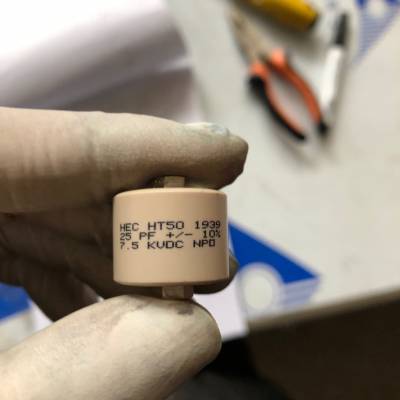 HEC HT50 1939
25 PF +/- 10%
7.5 KVDC NPO